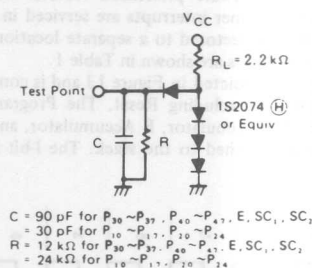 VCC
RL = 2.2 kΩ
Test Point
1S2074 Ⓗ
or Equiv
C
R
C = 90 pF for P30~P37, P40~P47, E, SC1, SC2
= 30 pF for P10~P17, P20~P24
R = 12 kΩ for P30~P37, P40~P47, E, SC1, SC2
= 24 kΩ for P10~P17, P20~P24